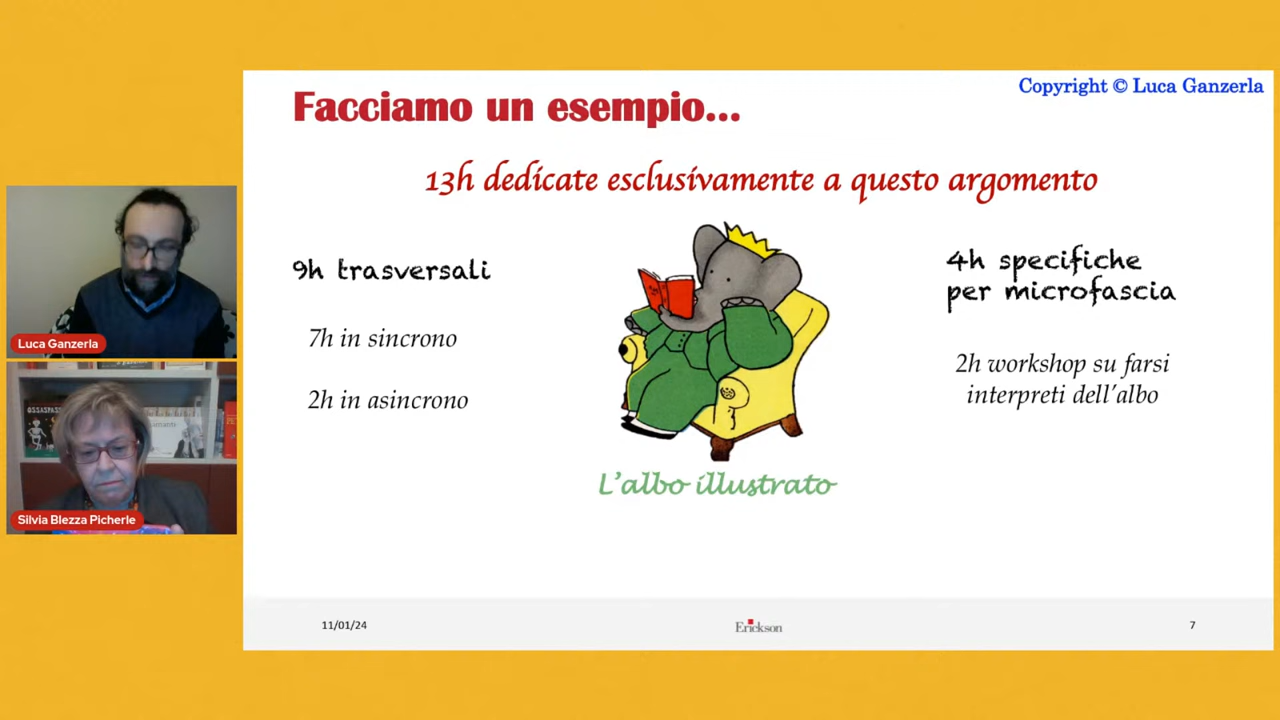 Copyright © Luca Ganzerla
Facciamo un esempio...
13h dedicate esclusivamente a questo argomento
9h trasversali
7h in sincrono
2h in asincrono
4h specifiche
per microfascia
2h workshop su farsi
interpreti dell'albo
L'albo illustrato
Luca Ganzerla
OSSASPASS
Silvia Blezza Picherle
11/01/24
Erickson
7